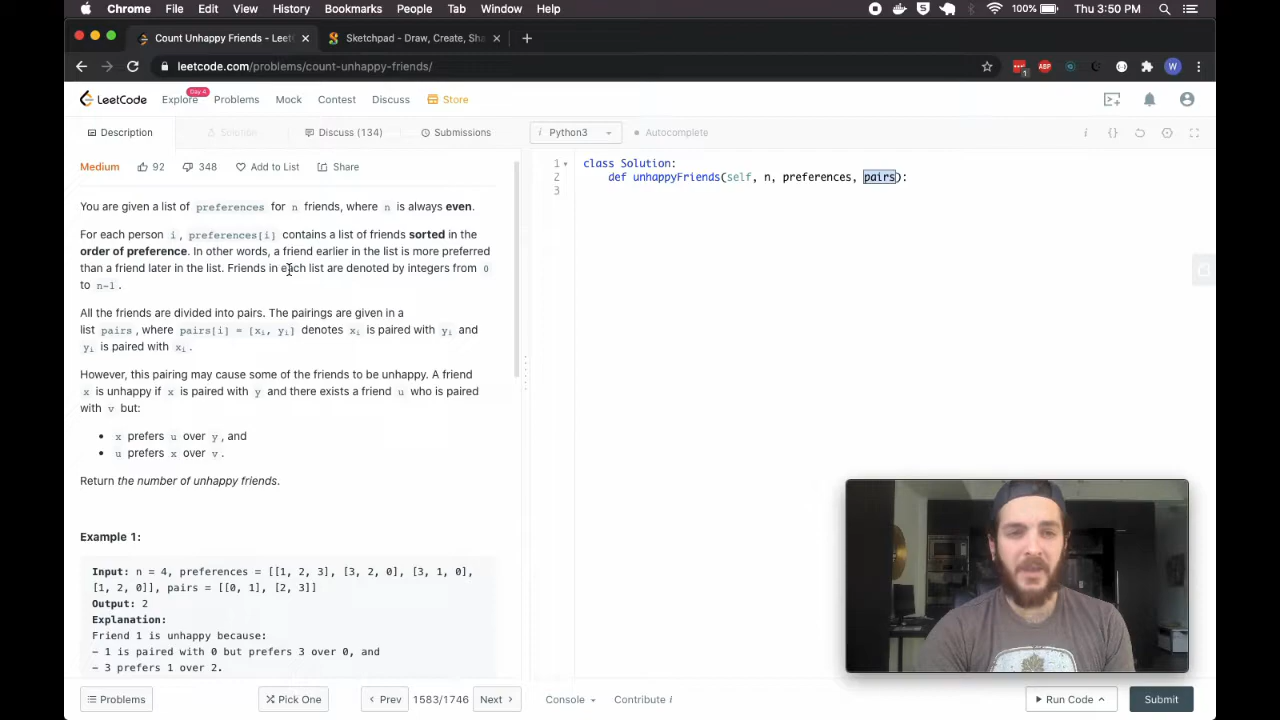 Chrome File Edit View History Bookmarks People Tab Window Help 100% Thu 3:50 PM
Count Unhappy Friends - Leet Sketchpad - Draw, Create, Sha
leetcode.com/problems/count-unhappy-friends/ ABP 1 W
LeetCode Explore Day 4 Problems Mock Contest Discuss Store
Description Solution Discuss (134) Submissions i Python3 Autocomplete i {}
Medium 92 348 Add to List Share
You are given a list of preferences for n friends, where n is always even.
For each person i, preferences[i] contains a list of friends sorted in the
order of preference. In other words, a friend earlier in the list is more preferred
than a friend later in the list. Friends in each list are denoted by integers from 0
to n-1.
All the friends are divided into pairs. The pairings are given in a
list pairs, where pairs[i] = [xi, yi] denotes xi is paired with yi and
yi is paired with xi.
However, this pairing may cause some of the friends to be unhappy. A friend
x is unhappy if x is paired with y and there exists a friend u who is paired
with v but:
• x prefers u over y, and
• u prefers x over v.
Return the number of unhappy friends.
Example 1:
Input: n = 4, preferences = [[1, 2, 3], [3, 2, 0], [3, 1, 0],
[1, 2, 0]], pairs = [[0, 1], [2, 3]]
Output: 2
Explanation:
Friend 1 is unhappy because:
- 1 is paired with 0 but prefers 3 over 0, and
- 3 prefers 1 over 2.
1 class Solution:
2 def unhappyFriends(self, n, preferences, pairs):
3
Problems Pick One < Prev 1583/1746 Next > Console Contribute i Run Code Submit